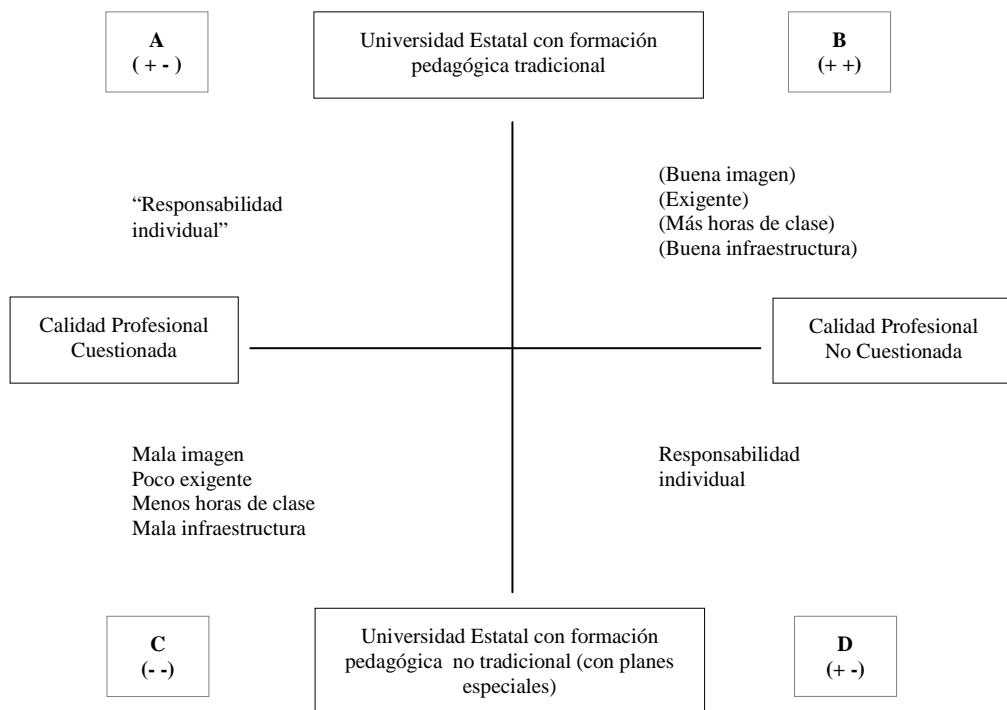 A
( + - )
Universidad Estatal con formación
pedagógica tradicional
B
(+ +)
“Responsabilidad
individual”
(Buena imagen)
(Exigente)
(Más horas de clase)
(Buena infraestructura)
Calidad Profesional
Cuestionada
Calidad Profesional
No Cuestionada
Mala imagen
Poco exigente
Menos horas de clase
Mala infraestructura
Responsabilidad
individual
C
(- -)
Universidad Estatal con formación
pedagógica no tradicional (con planes
especiales)
D
(+ -)